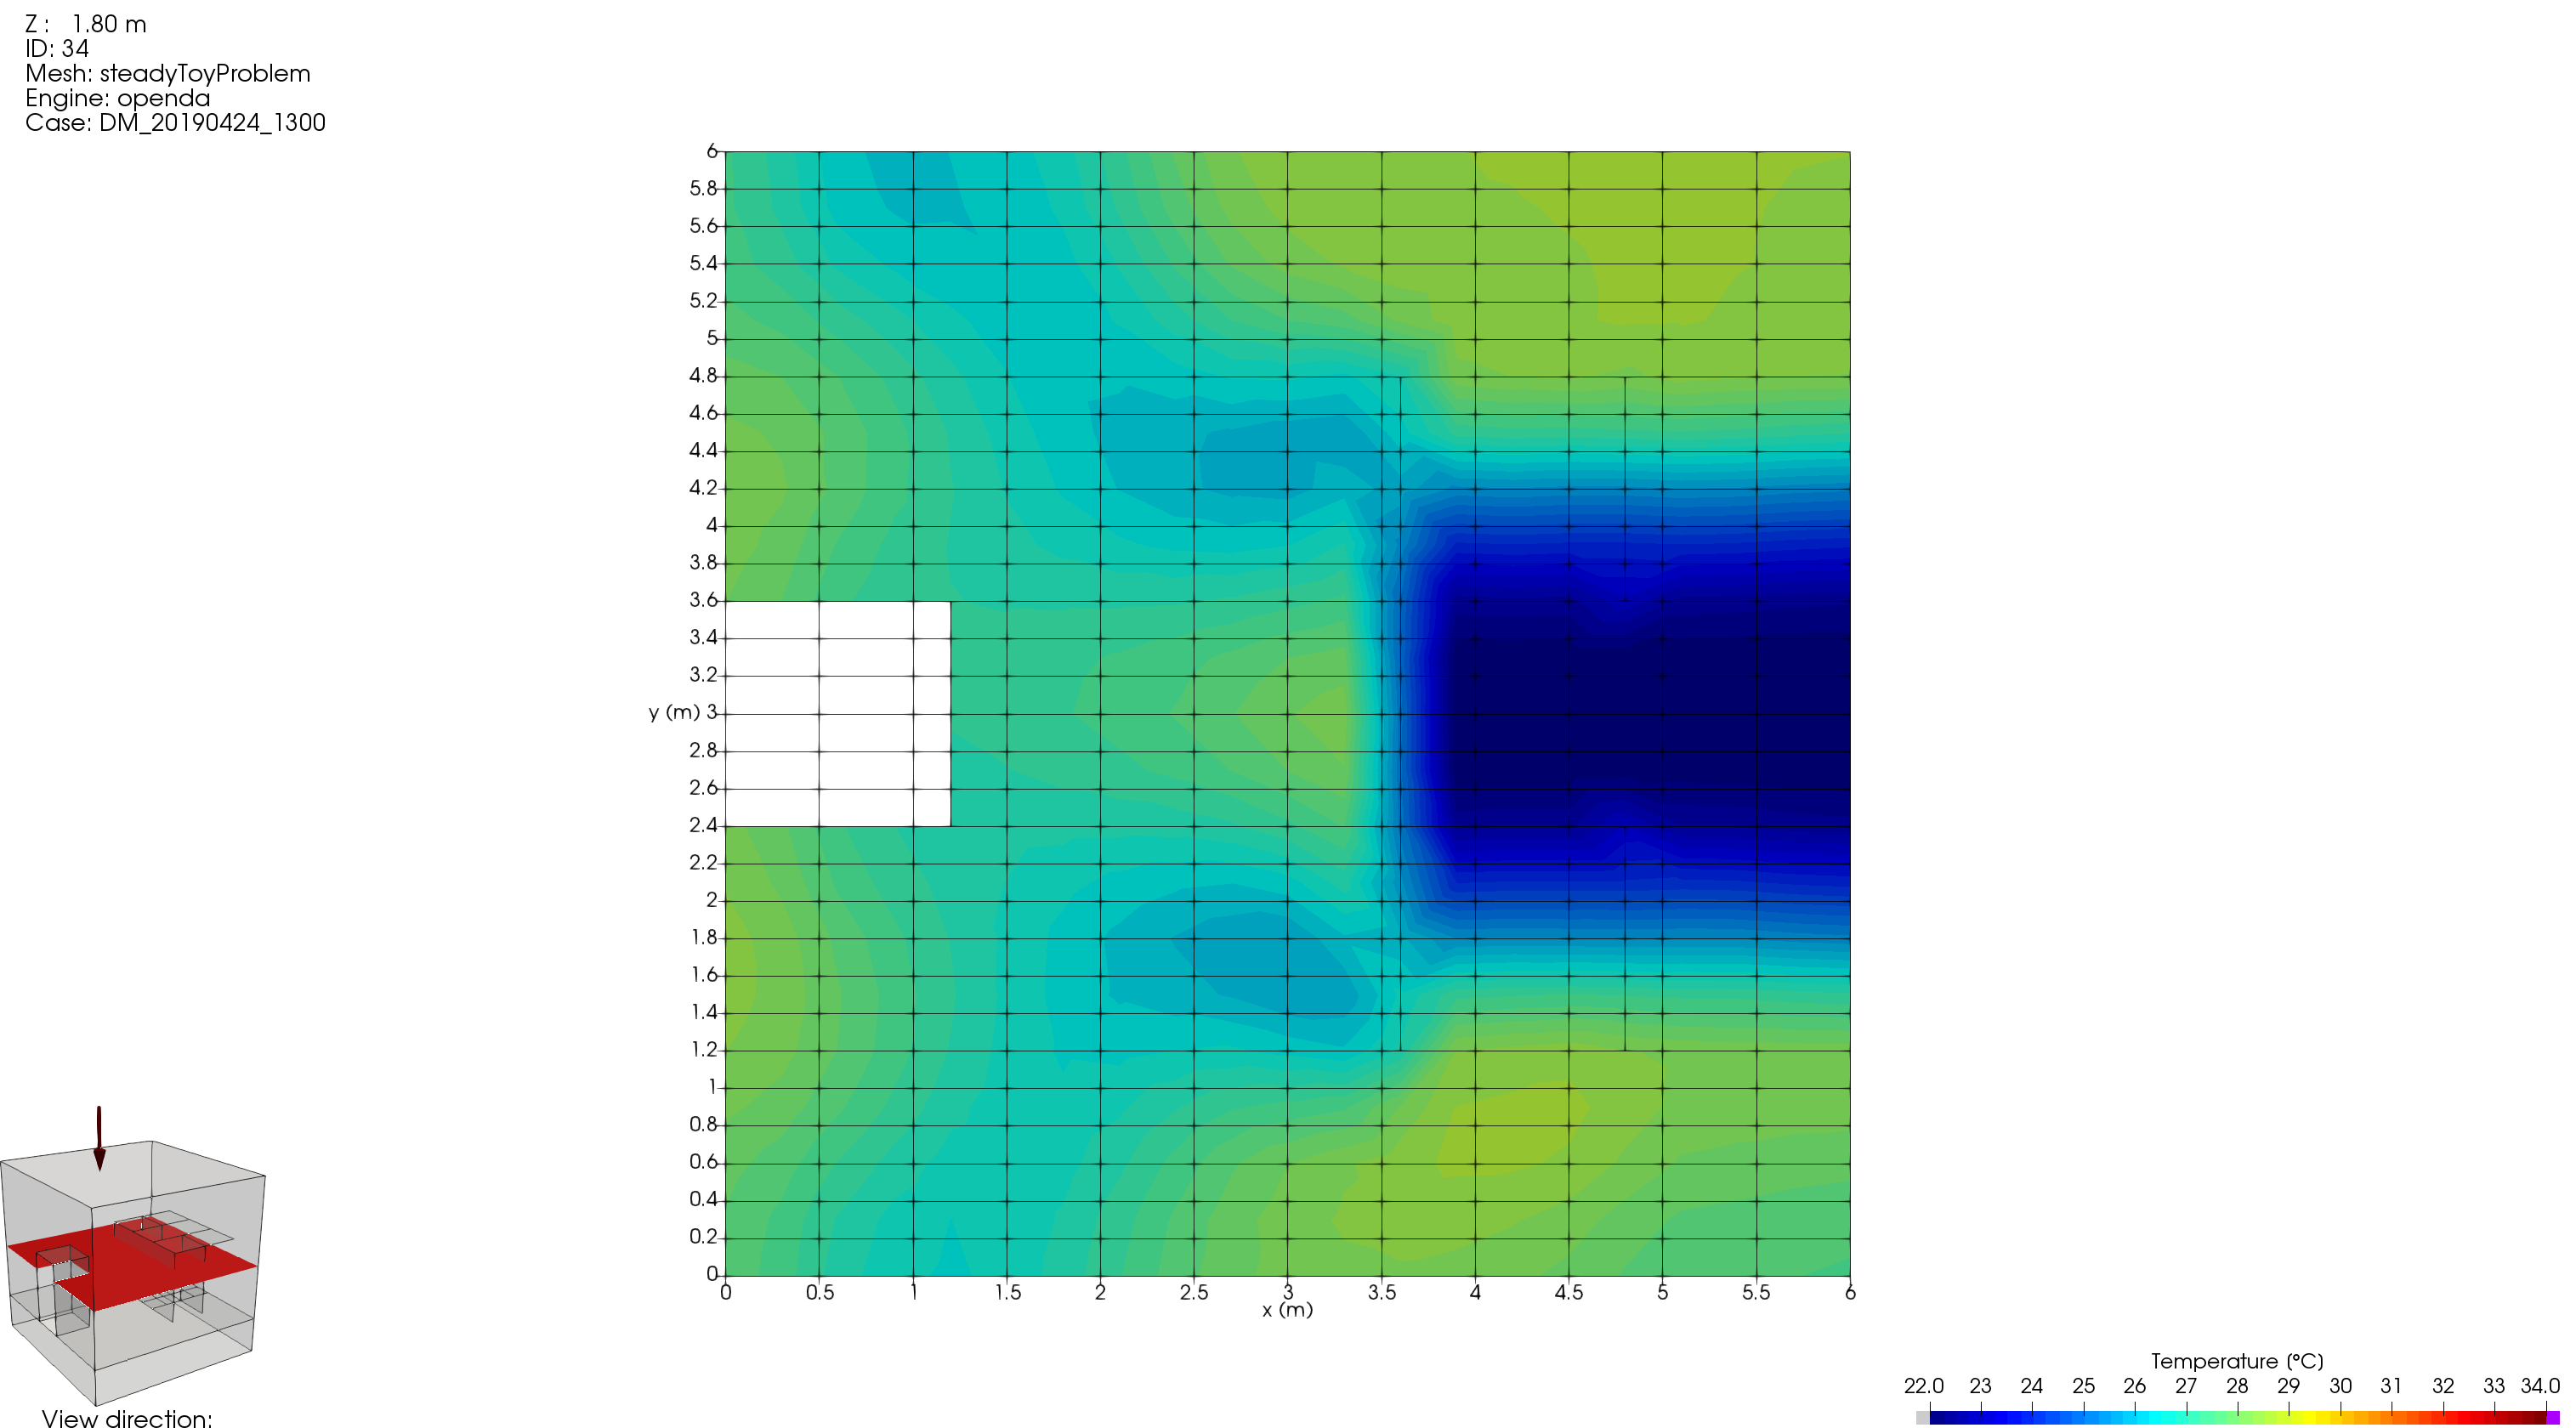 Z :   1.80 m
ID: 34
Mesh: steadyToyProblem
Engine: openda
Case: DM_20190424_1300
6
5.8
5.6
5.4
5.2
5
4.8
4.6
4.4
4.2
4
3.8
3.6
3.4
3.2
y (m) 3
2.8
2.6
2.4
2.2
2
1.8
1.6
1.4
1.2
1
0.8
0.6
0.4
0.2
0
0 0.5 1 1.5 2 2.5 3 3.5 4 4.5 5 5.5 6
x (m)
Temperature (°C)
22.0 23 24 25 26 27 28 29 30 31 32 33 34.0
View direction: